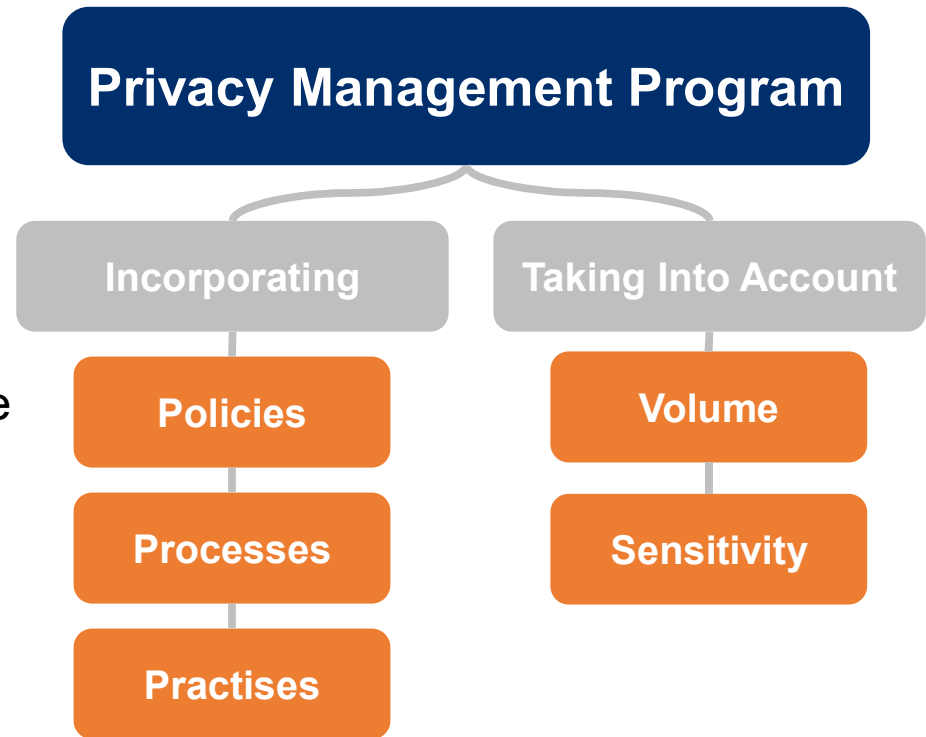 Privacy Management Program
Incorporating
Taking Into Account
e
Policies
Processes
Practises
Volume
Sensitivity